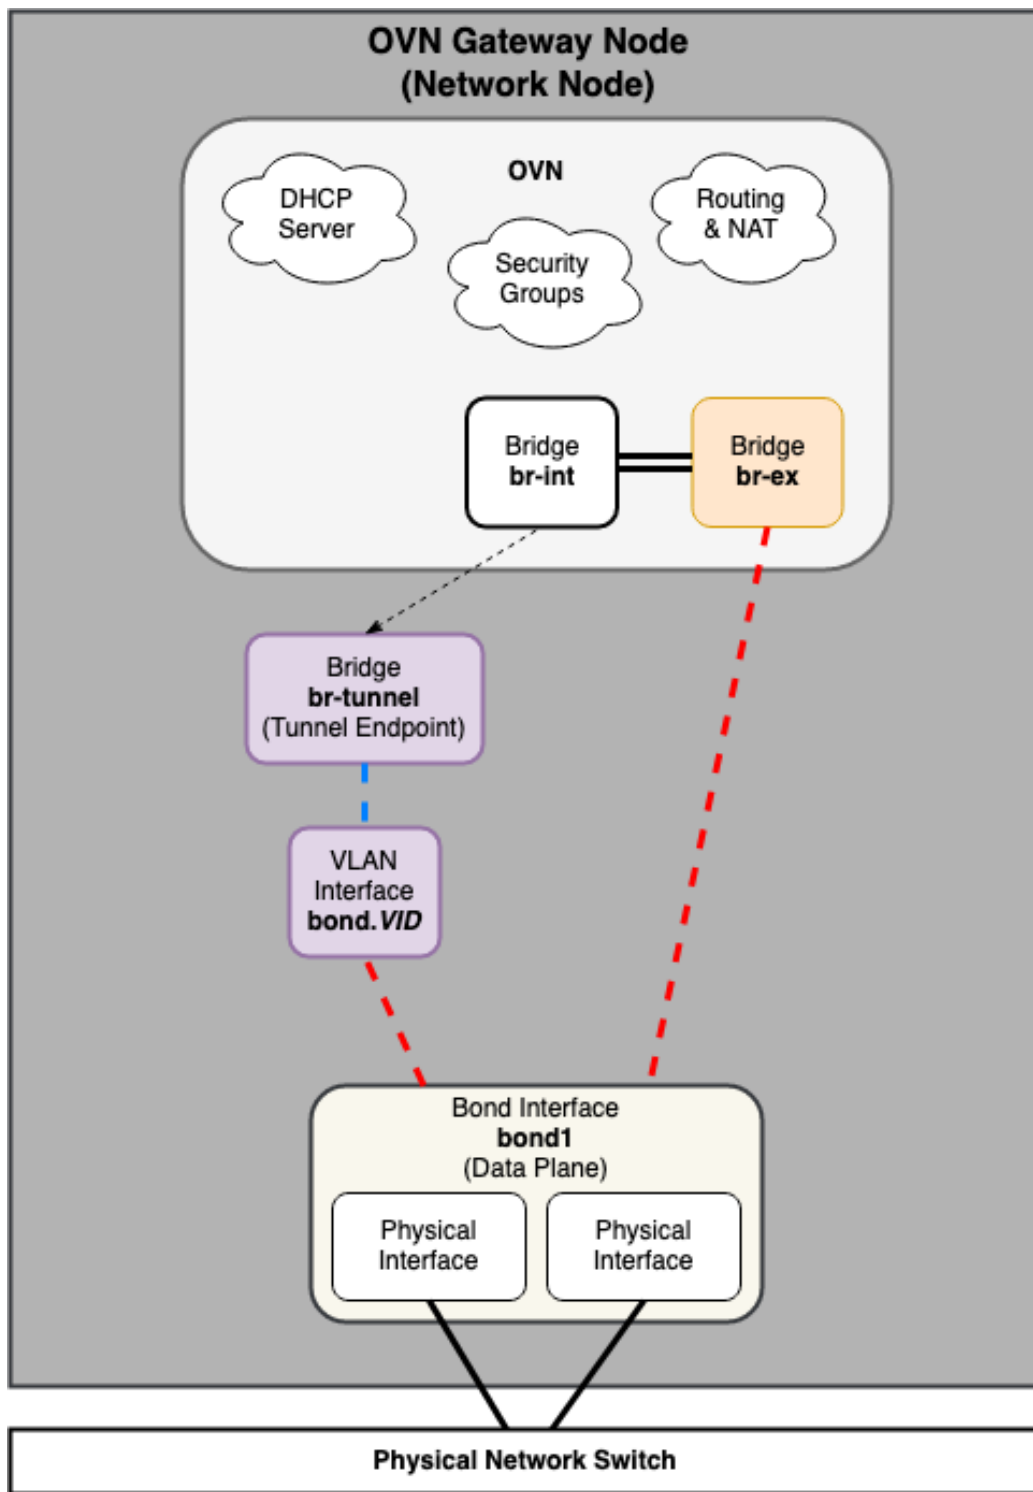 OVN Gateway Node
(Network Node)
OVN
DHCP
Server
Routing
& NAT
Security
Groups
Bridge
br-int
Bridge
br-ex
Bridge
br-tunnel
(Tunnel Endpoint)
VLAN
Interface
bond.VID
Bond Interface
bond1
(Data Plane)
Physical
Interface
Physical
Interface
Physical Network Switch